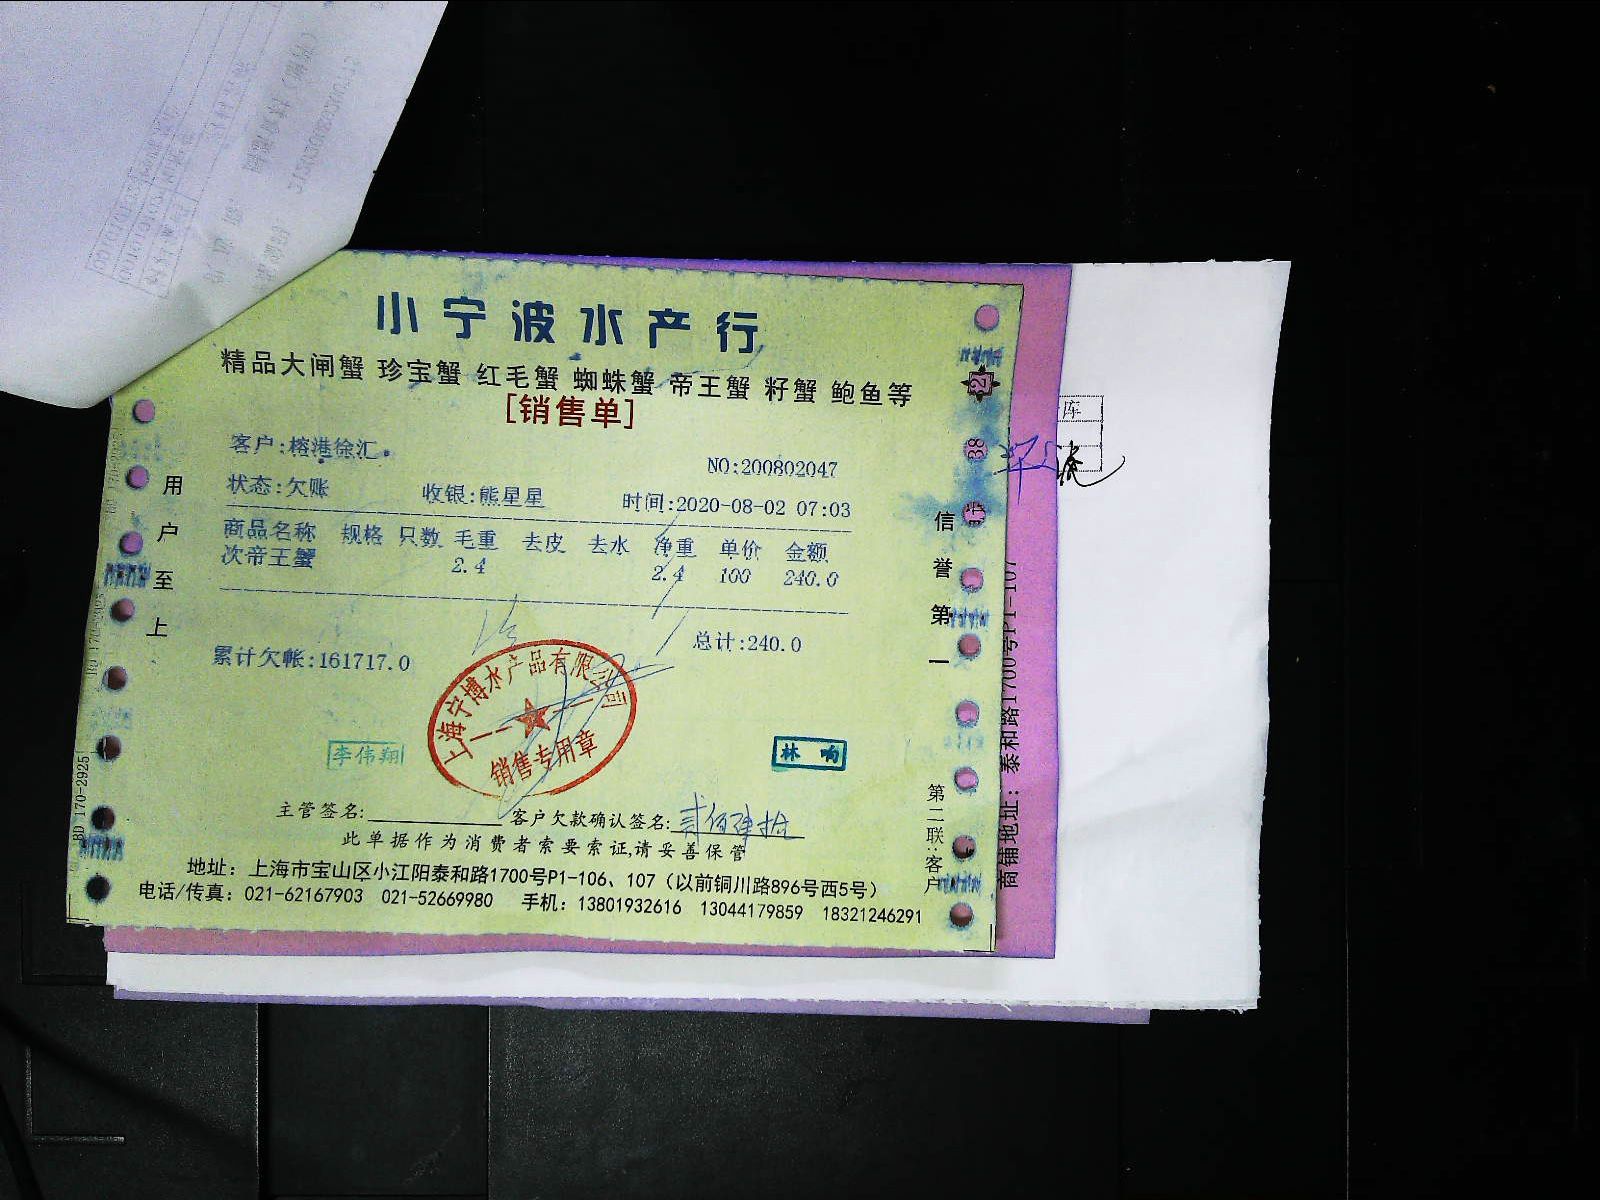 小宁波水产行
精品大闸蟹 珍宝蟹 红毛蟹 蜘蛛蟹 帝王蟹 籽蟹 鲍鱼等
[销售单]
客户:榕港徐汇
NO:200802047
状态:欠账 收银:熊星星 时间:2020-08-02 07:03
商品名称 规格 只数 毛重 去皮 去水 净重 单价 金额
次帝王蟹 2.4 2.4 100 240.0
总计:240.0
累计欠帐:161717.0
上海宁博水产品有限公司
销售专用章
李伟翔
林响
主管签名: 客户欠款确认签名:贰佰肆拾
此单据作为消费者索要索证,请妥善保管
地址：上海市宝山区小江阳泰和路1700号P1-106、107（以前铜川路896号西5号）
电话/传真：021-62167903 021-52669980 手机：13801932616 13044179859 18321246291
用户至上
信誉第一
第二联:客户
BD 170-2925
商铺地址：泰和路1700号P1-107
库